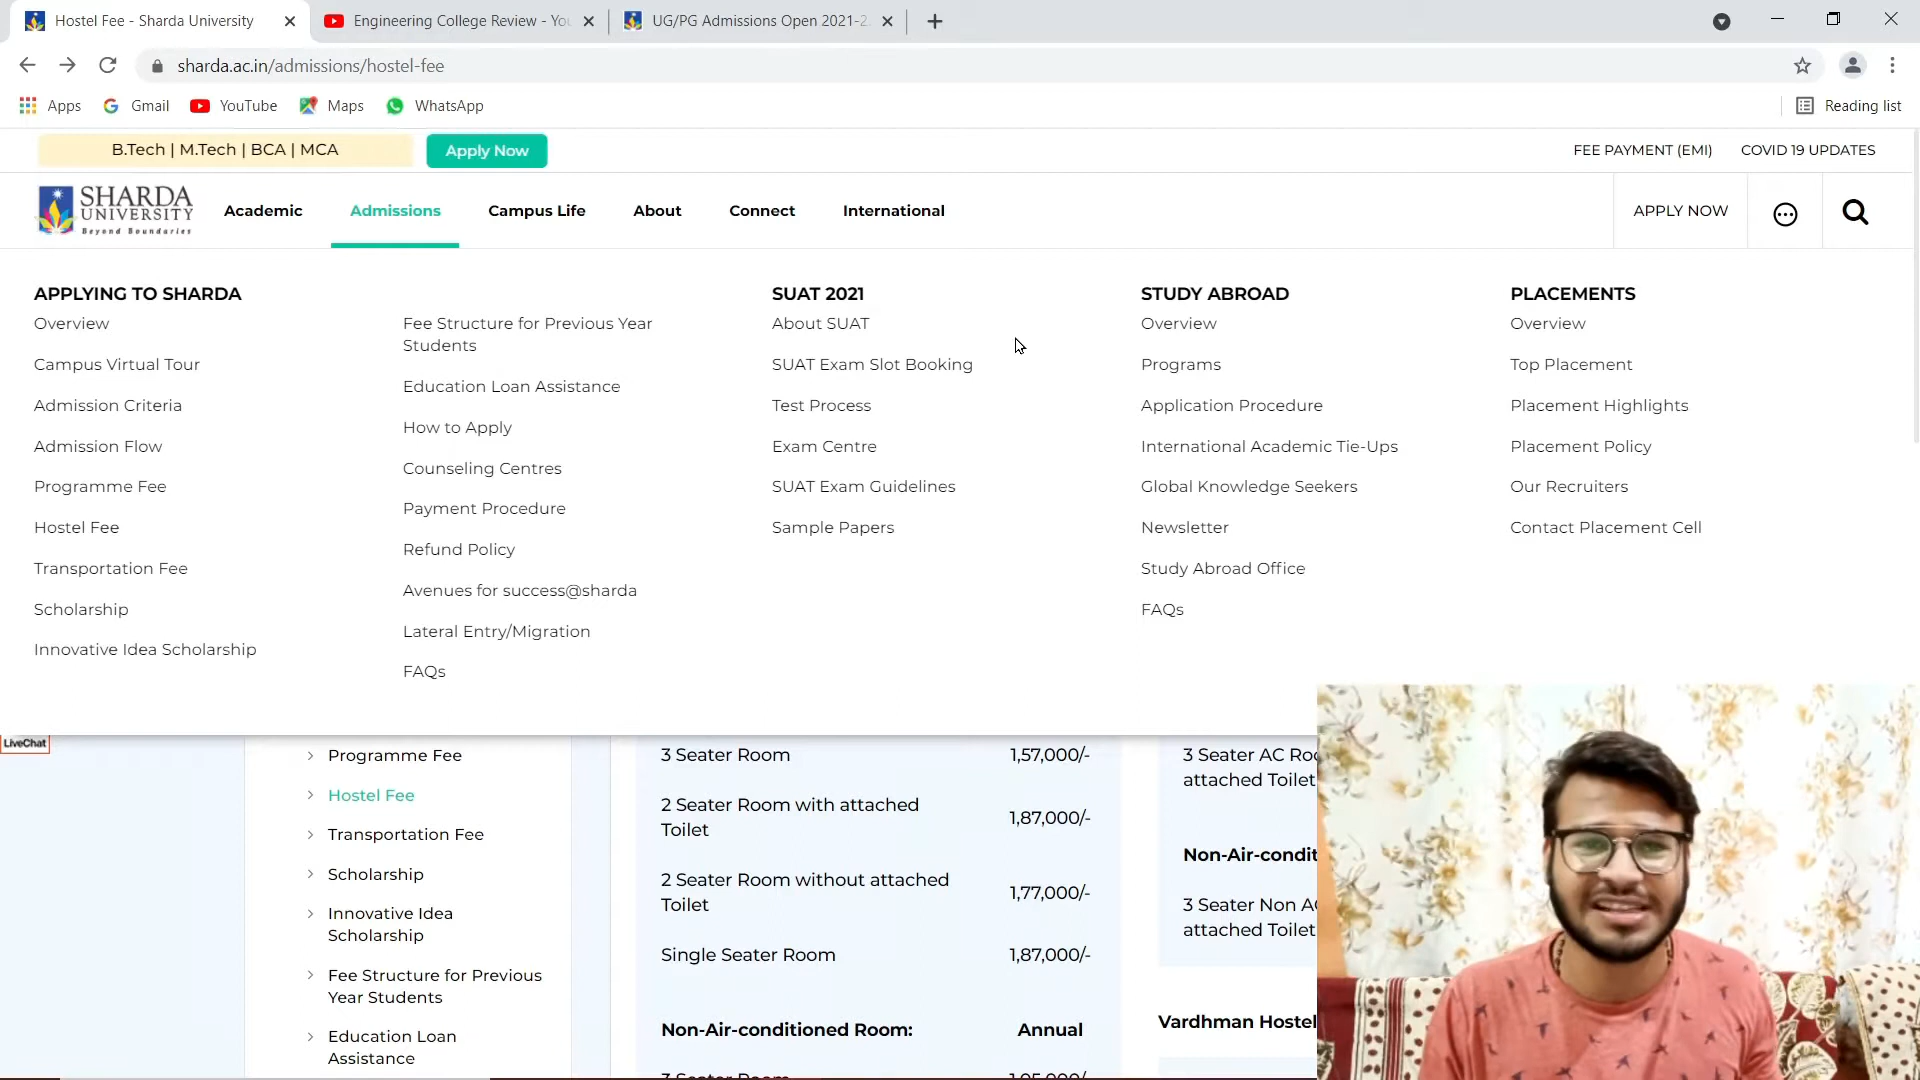 Hostel Fee - Sharda University
Engineering College Review - You
UG/PG Admissions Open 2021-2
sharda.ac.in/admissions/hostel-fee
Apps
Gmail
YouTube
Maps
WhatsApp
Reading list
B.Tech | M.Tech | BCA | MCA
Apply Now
FEE PAYMENT (EMI)
COVID 19 UPDATES
SHARDA
UNIVERSITY
Beyond Boundaries
Academic
Admissions
Campus Life
About
Connect
International
APPLY NOW
APPLYING TO SHARDA
Overview
Campus Virtual Tour
Admission Criteria
Admission Flow
Programme Fee
Hostel Fee
Transportation Fee
Scholarship
Innovative Idea Scholarship
Fee Structure for Previous Year
Students
Education Loan Assistance
How to Apply
Counseling Centres
Payment Procedure
Refund Policy
Avenues for success@sharda
Lateral Entry/Migration
FAQs
SUAT 2021
About SUAT
SUAT Exam Slot Booking
Test Process
Exam Centre
SUAT Exam Guidelines
Sample Papers
STUDY ABROAD
Overview
Programs
Application Procedure
International Academic Tie-Ups
Global Knowledge Seekers
Newsletter
Study Abroad Office
FAQs
PLACEMENTS
Overview
Top Placement
Placement Highlights
Placement Policy
Our Recruiters
Contact Placement Cell
LiveChat
Programme Fee
Hostel Fee
Transportation Fee
Scholarship
Innovative Idea
Scholarship
Fee Structure for Previous
Year Students
Education Loan
Assistance
3 Seater Room 1,57,000/-
2 Seater Room with attached
Toilet 1,87,000/-
2 Seater Room without attached
Toilet 1,77,000/-
Single Seater Room 1,87,000/-
Non-Air-conditioned Room: Annual
3 Seater Room 1,05,000/-
3 Seater AC Roo
attached Toilet
Non-Air-condit
3 Seater Non AC
attached Toilet
Vardhman Hostel